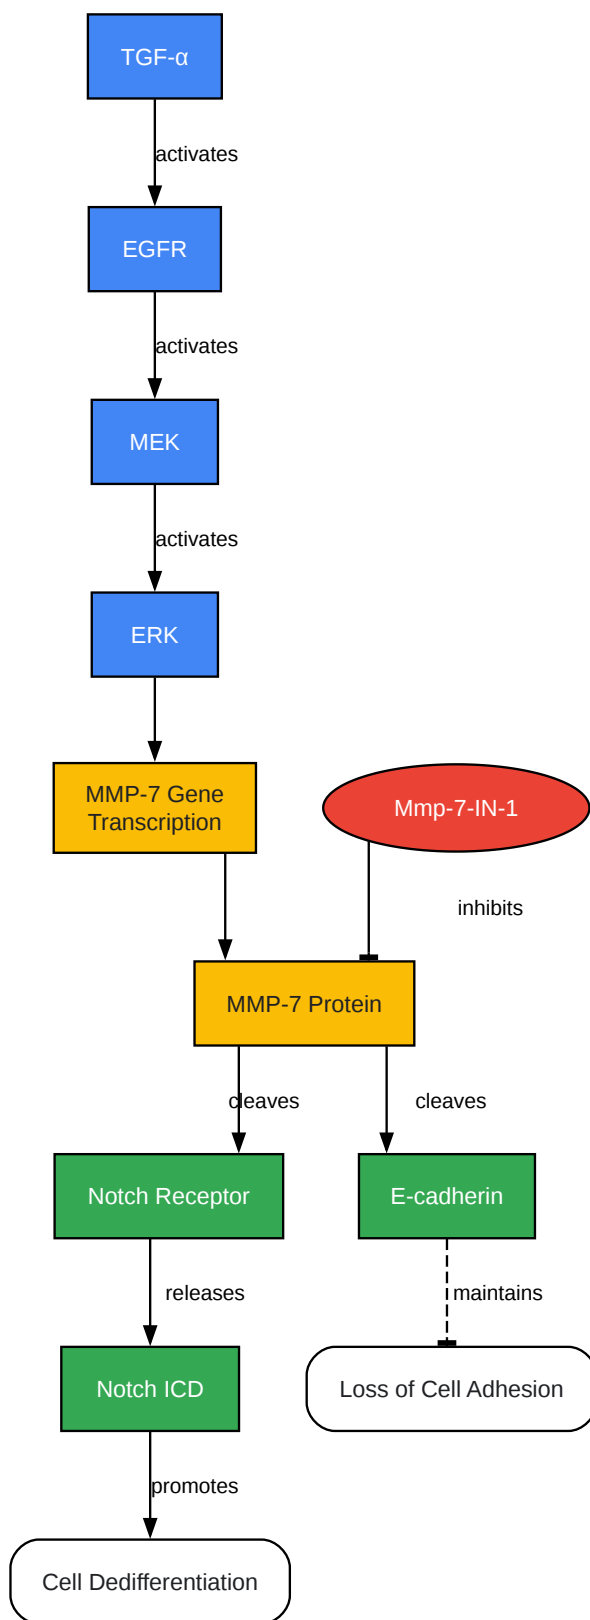 TGF-α
activates
EGFR
activates
MEK
activates
ERK
MMP-7 Gene
Transcription
Mmp-7-IN-1
inhibits
MMP-7 Protein
cleaves
cleaves
Notch Receptor
E-cadherin
releases
maintains
Notch ICD
Loss of Cell Adhesion
promotes
Cell Dedifferentiation